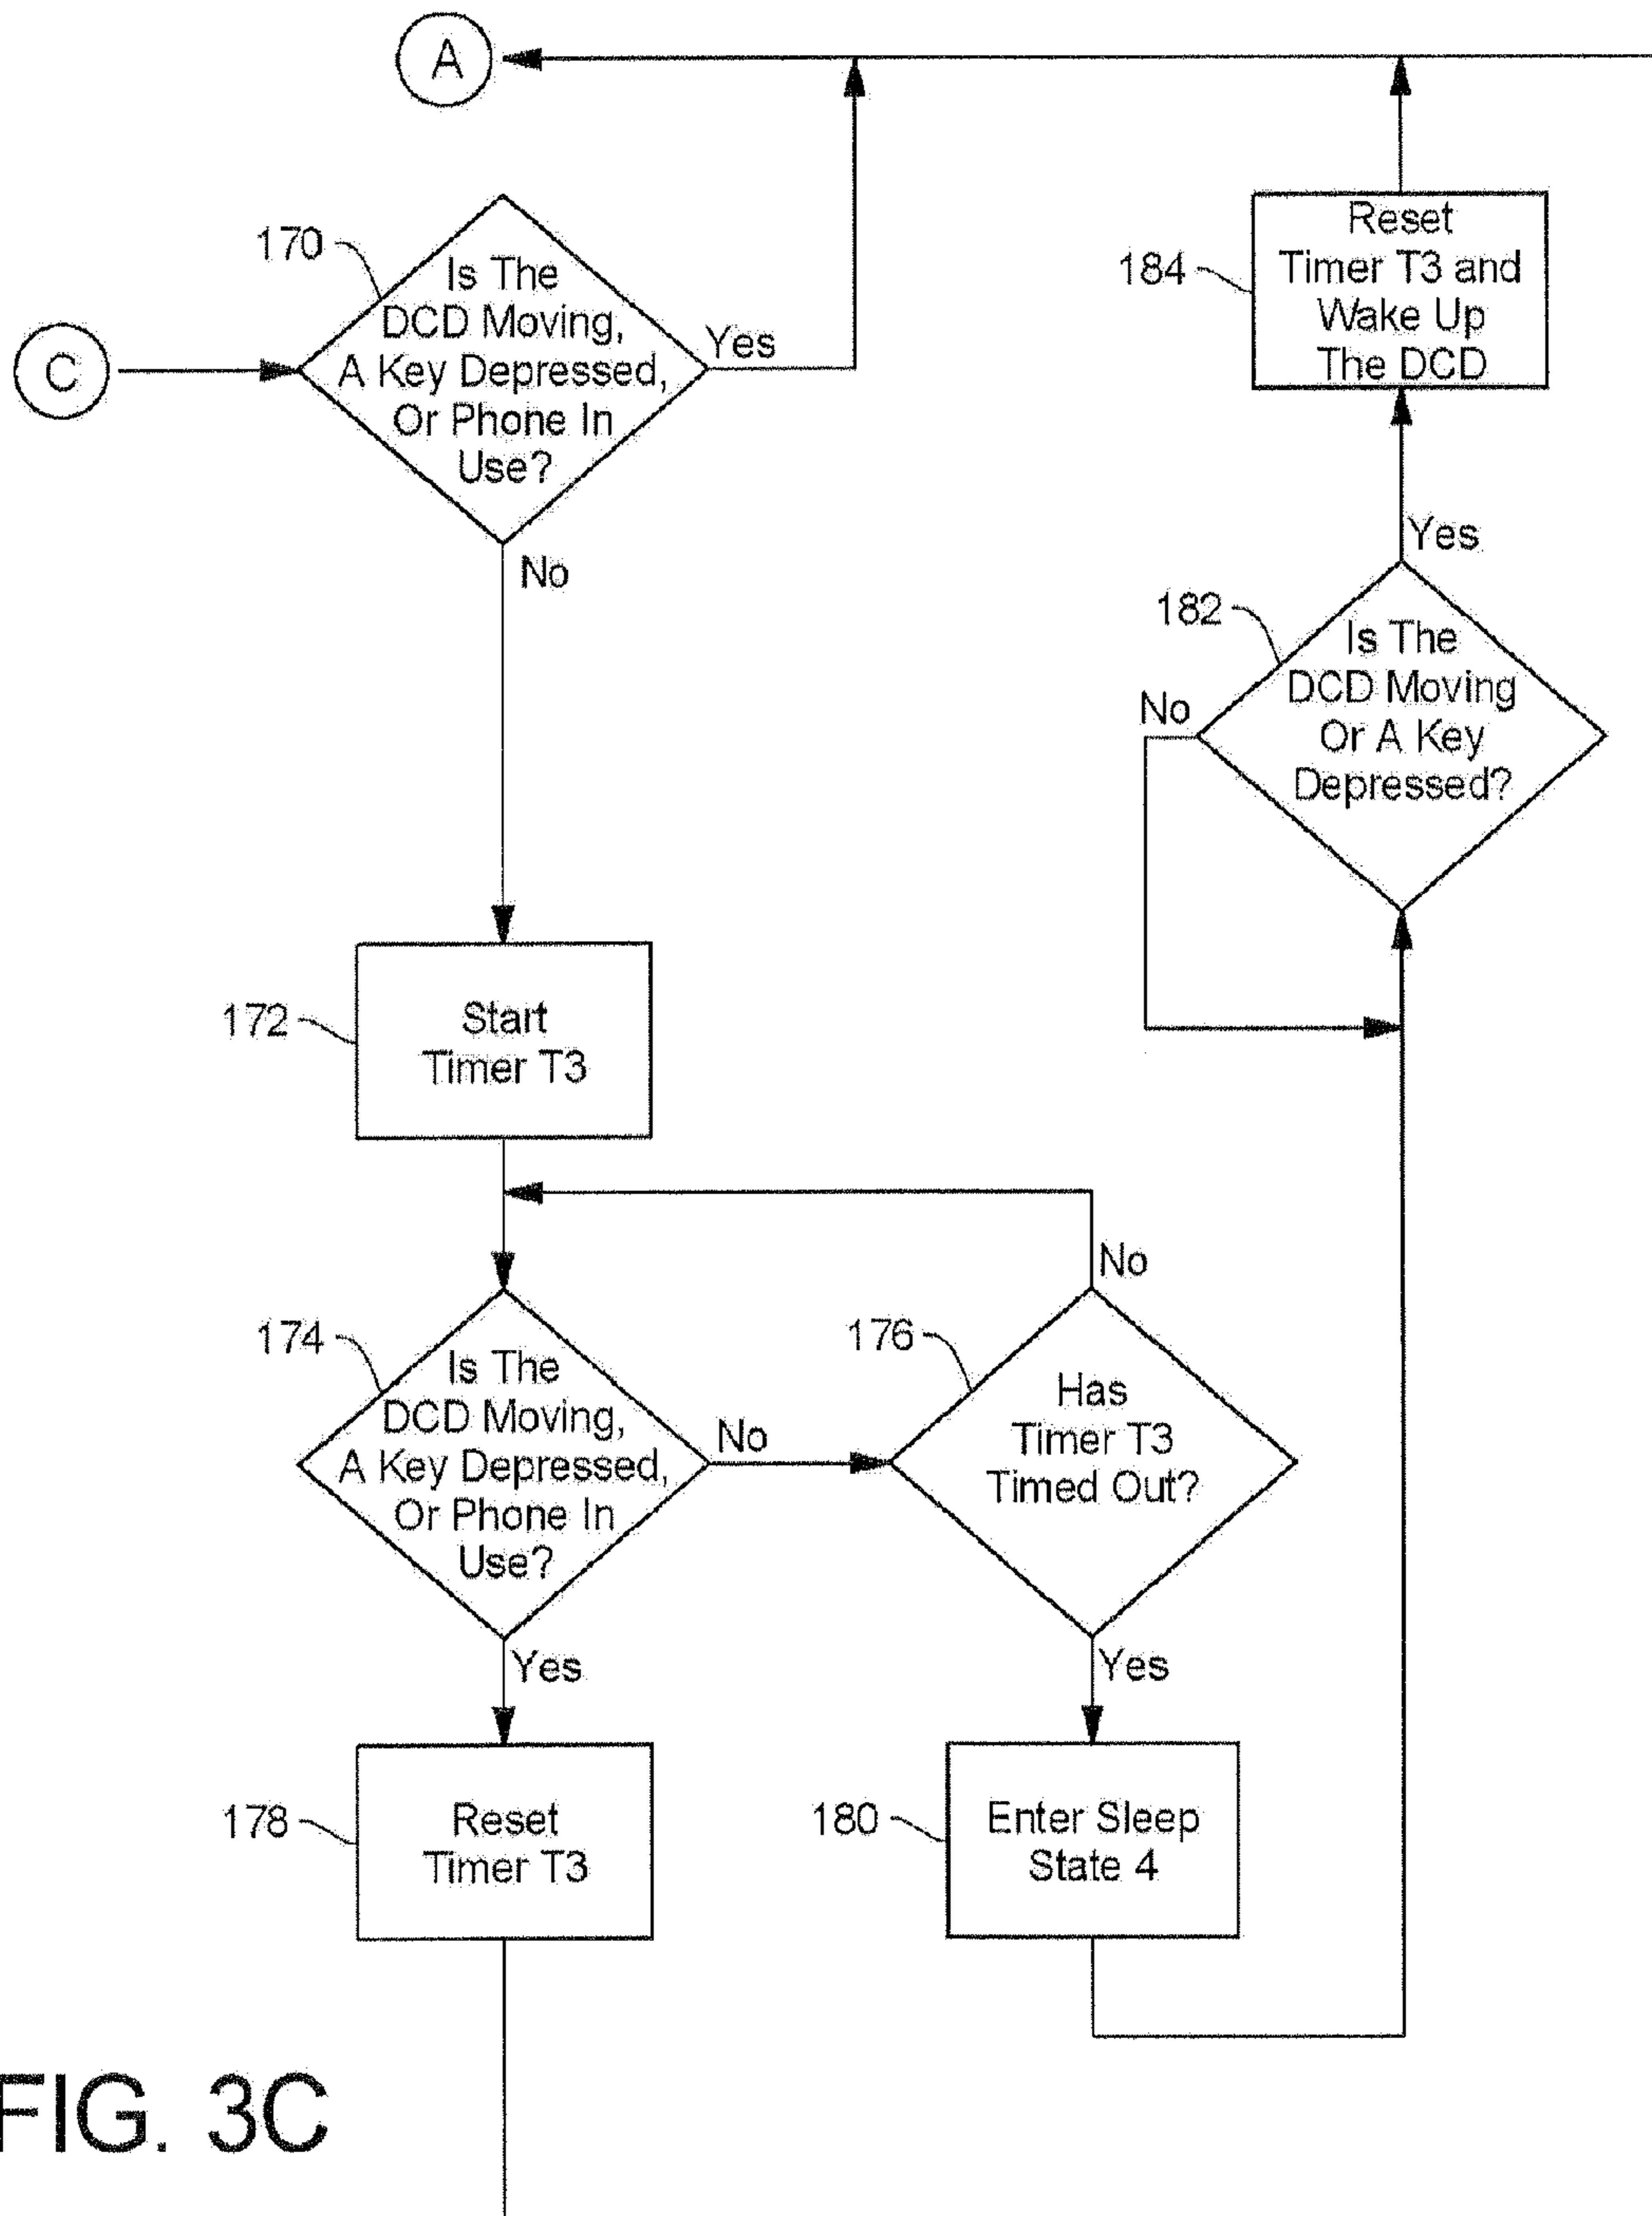 A
C
170
Is The
DCD Moving,
A Key Depressed,
Or Phone In
Use?
Yes
No
172
Start
Timer T3
174
Is The
DCD Moving,
A Key Depressed,
Or Phone In
Use?
No
Yes
176
Has
Timer T3
Timed Out?
No
Yes
178
Reset
Timer T3
180
Enter Sleep
State 4
182
Is The
DCD Moving
Or A Key
Depressed?
No
Yes
184
Reset
Timer T3 and
Wake Up
The DCD
FIG. 3C